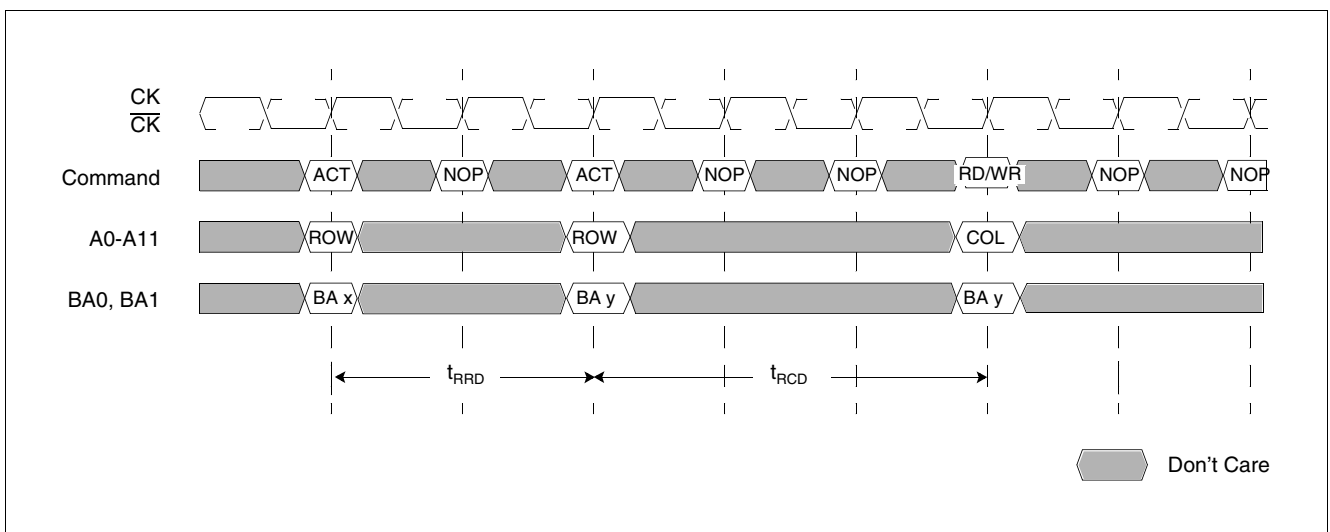 CK
CK
Command ACT NOP ACT NOP NOP RD/WR NOP NOP
A0-A11 ROW ROW COL
BA0, BA1 BA x BA y BA y
tRRD tRCD
Don't Care